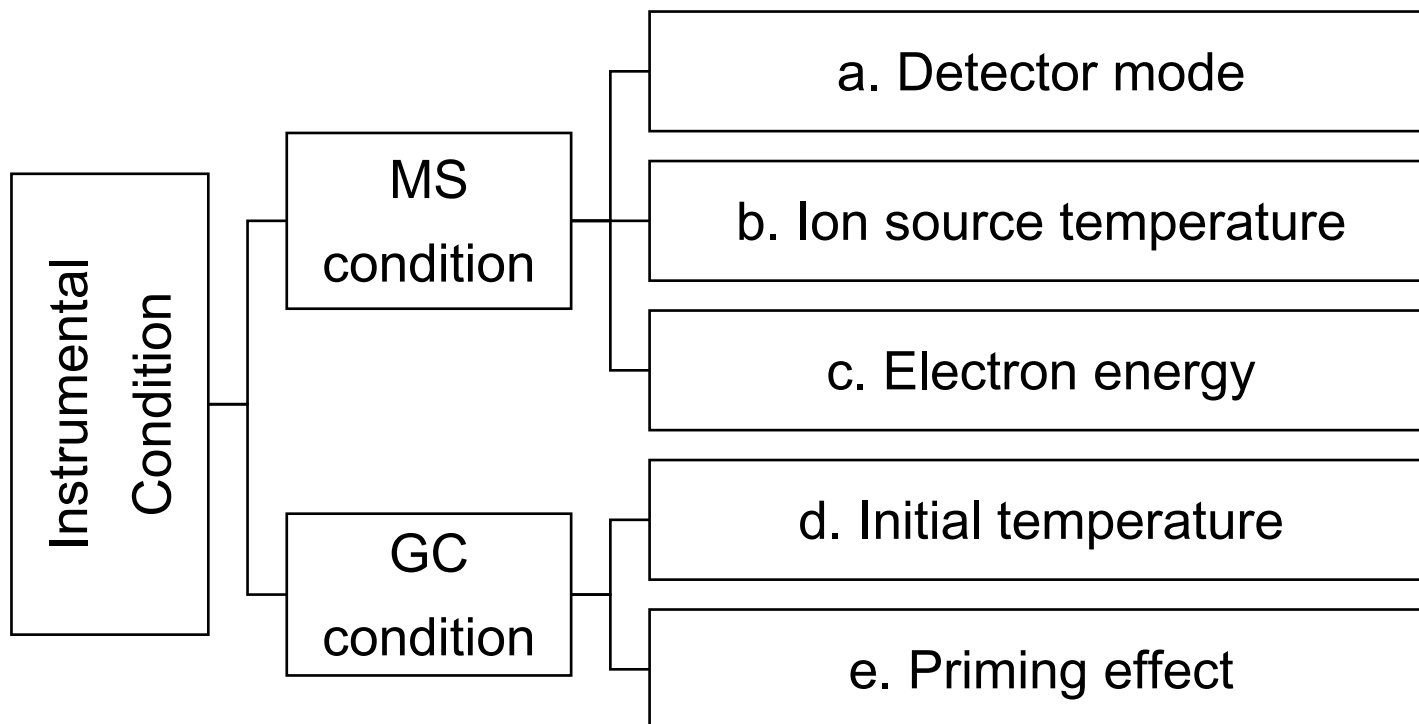 Instrumental
Condition
MS
condition
a. Detector mode
b. Ion source temperature
c. Electron energy
GC
condition
d. Initial temperature
e. Priming effect